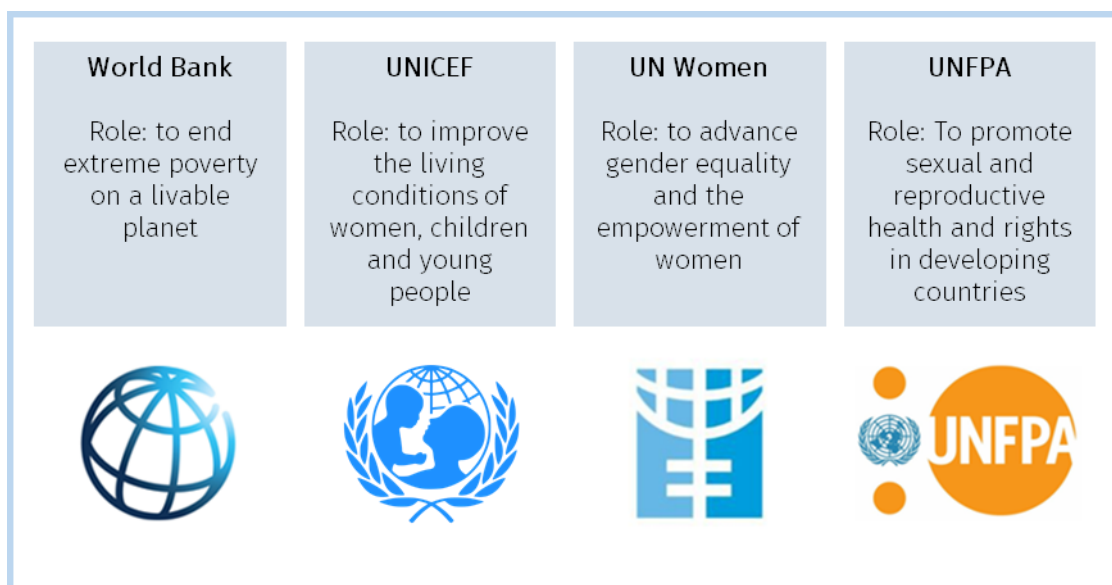 World Bank
Role: to end
extreme poverty
on a livable
planet
UNICEF
Role: to improve
the living
conditions of
women, children
and young
people
UN Women
Role: to advance
gender equality
and the
empowerment of
women
UNFPA
Role: To promote
sexual and
reproductive
health and rights
in developing
countries
UNFPA